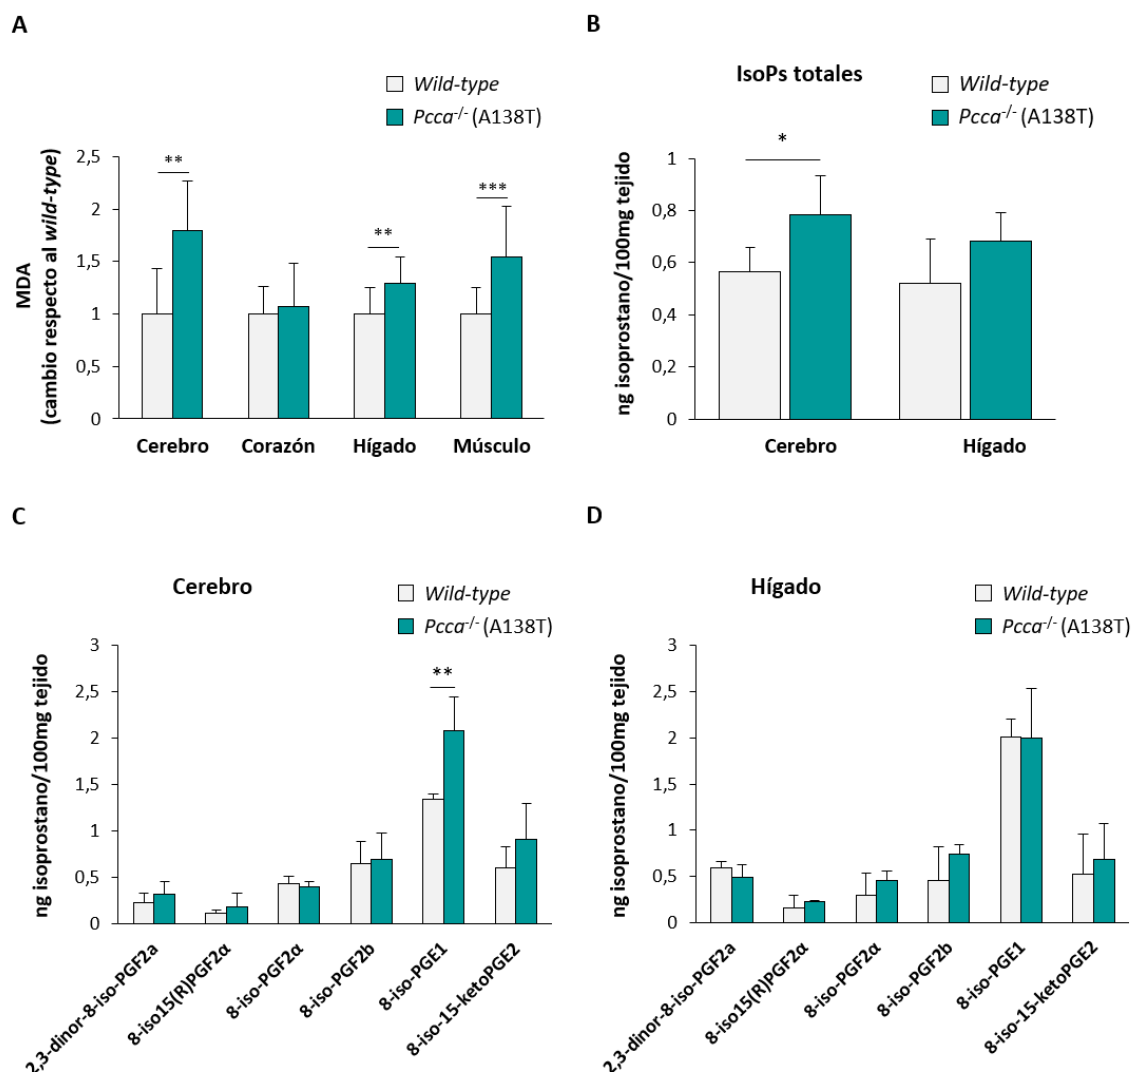 A
Wild-type
Pcca-/- (A138T)
MDA
(cambio respecto al wild-type)
2,5
2
1,5
1
0,5
0
**
**
***
Cerebro Corazón Hígado Músculo
B
IsoPs totales
Wild-type
Pcca-/- (A138T)
ng isoprostano/100mg tejido
1
0,8
0,6
0,4
0,2
0
*
Cerebro Hígado
C
Cerebro
Wild-type
Pcca-/- (A138T)
ng isoprostano/100mg tejido
3
2,5
2
1,5
1
0,5
0
**
2,3-dinor-8-iso-PGF2a
8-iso15(R)PGF2α
8-iso-PGF2α
8-iso-PGF2b
8-iso-PGE1
8-iso-15-ketoPGE2
D
Hígado
Wild-type
Pcca-/- (A138T)
ng isoprostano/100mg tejido
3
2,5
2
1,5
1
0,5
0
2,3-dinor-8-iso-PGF2a
8-iso15(R)PGF2α
8-iso-PGF2α
8-iso-PGF2b
8-iso-PGE1
8-iso-15-ketoPGE2